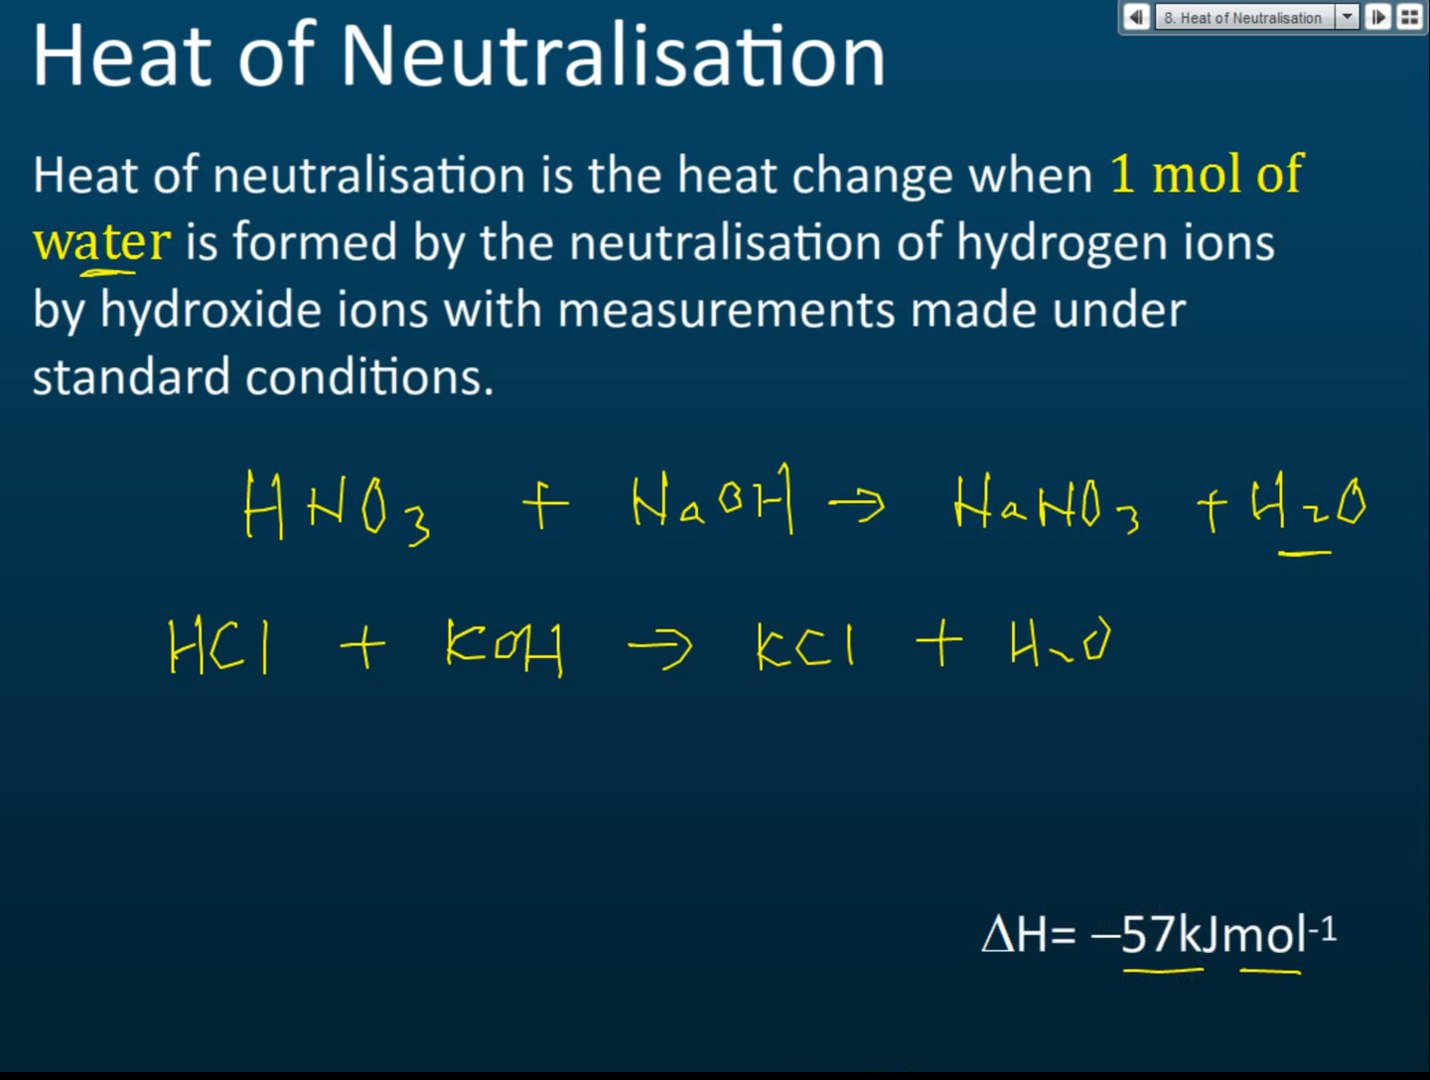 8. Heat of Neutralisation
Heat of Neutralisation
Heat of neutralisation is the heat change when 1 mol of
water is formed by the neutralisation of hydrogen ions
by hydroxide ions with measurements made under
standard conditions.
HNO₃ + NaOH → NaNO₃ + H₂O
HCl + KOH → KCl + H₂O
ΔH= –57kJmol⁻¹